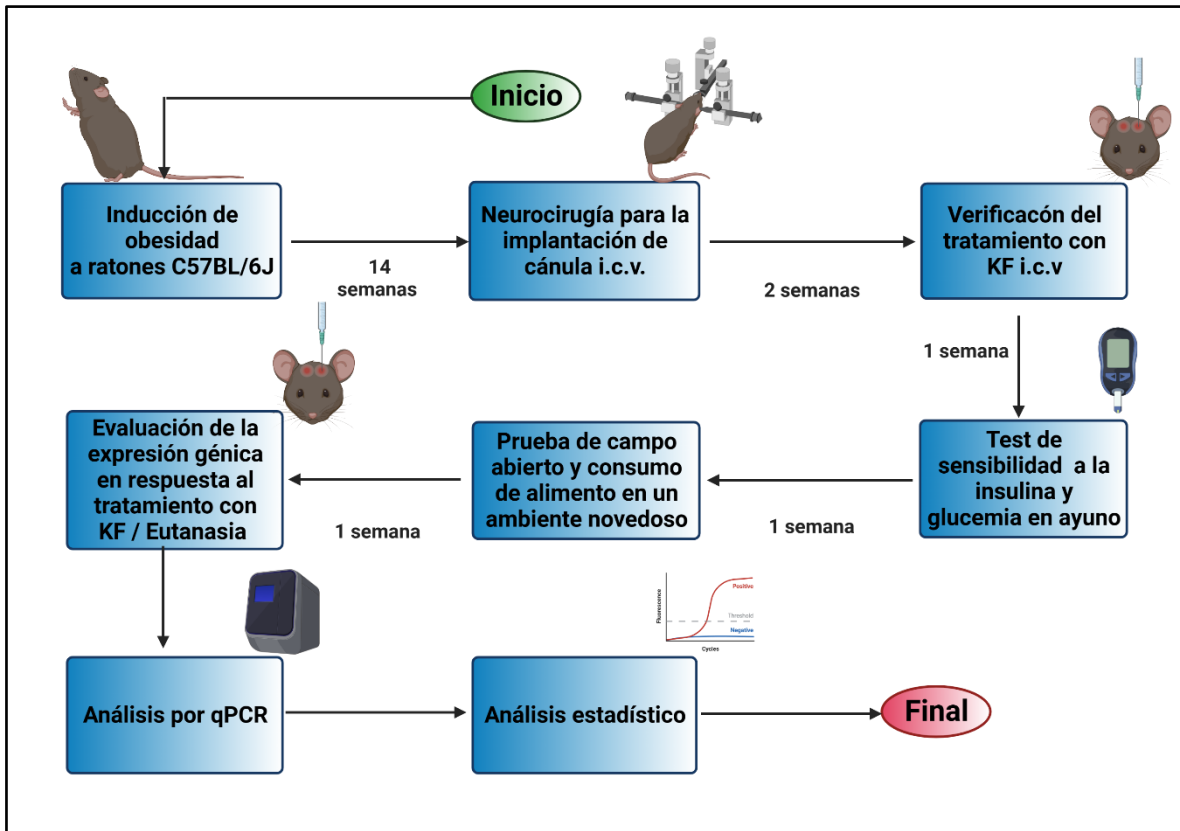 Inicio
Inducción de
obesidad
a ratones C57BL/6J
14
semanas
Neurocirugía para la
implantación de
cánula i.c.v.
2 semanas
Verificacón del
tratamiento con
KF i.c.v
1 semana
Test de
sensibilidad a la
insulina y
glucemia en ayuno
1 semana
Prueba de campo
abierto y consumo
de alimento en un
ambiente novedoso
1 semana
Evaluación de la
expresión génica
en respuesta al
tratamiento con
KF / Eutanasia
Análisis por qPCR
Fluorescence
Positive
Threshold
Negative
Cycles
Análisis estadístico
Final